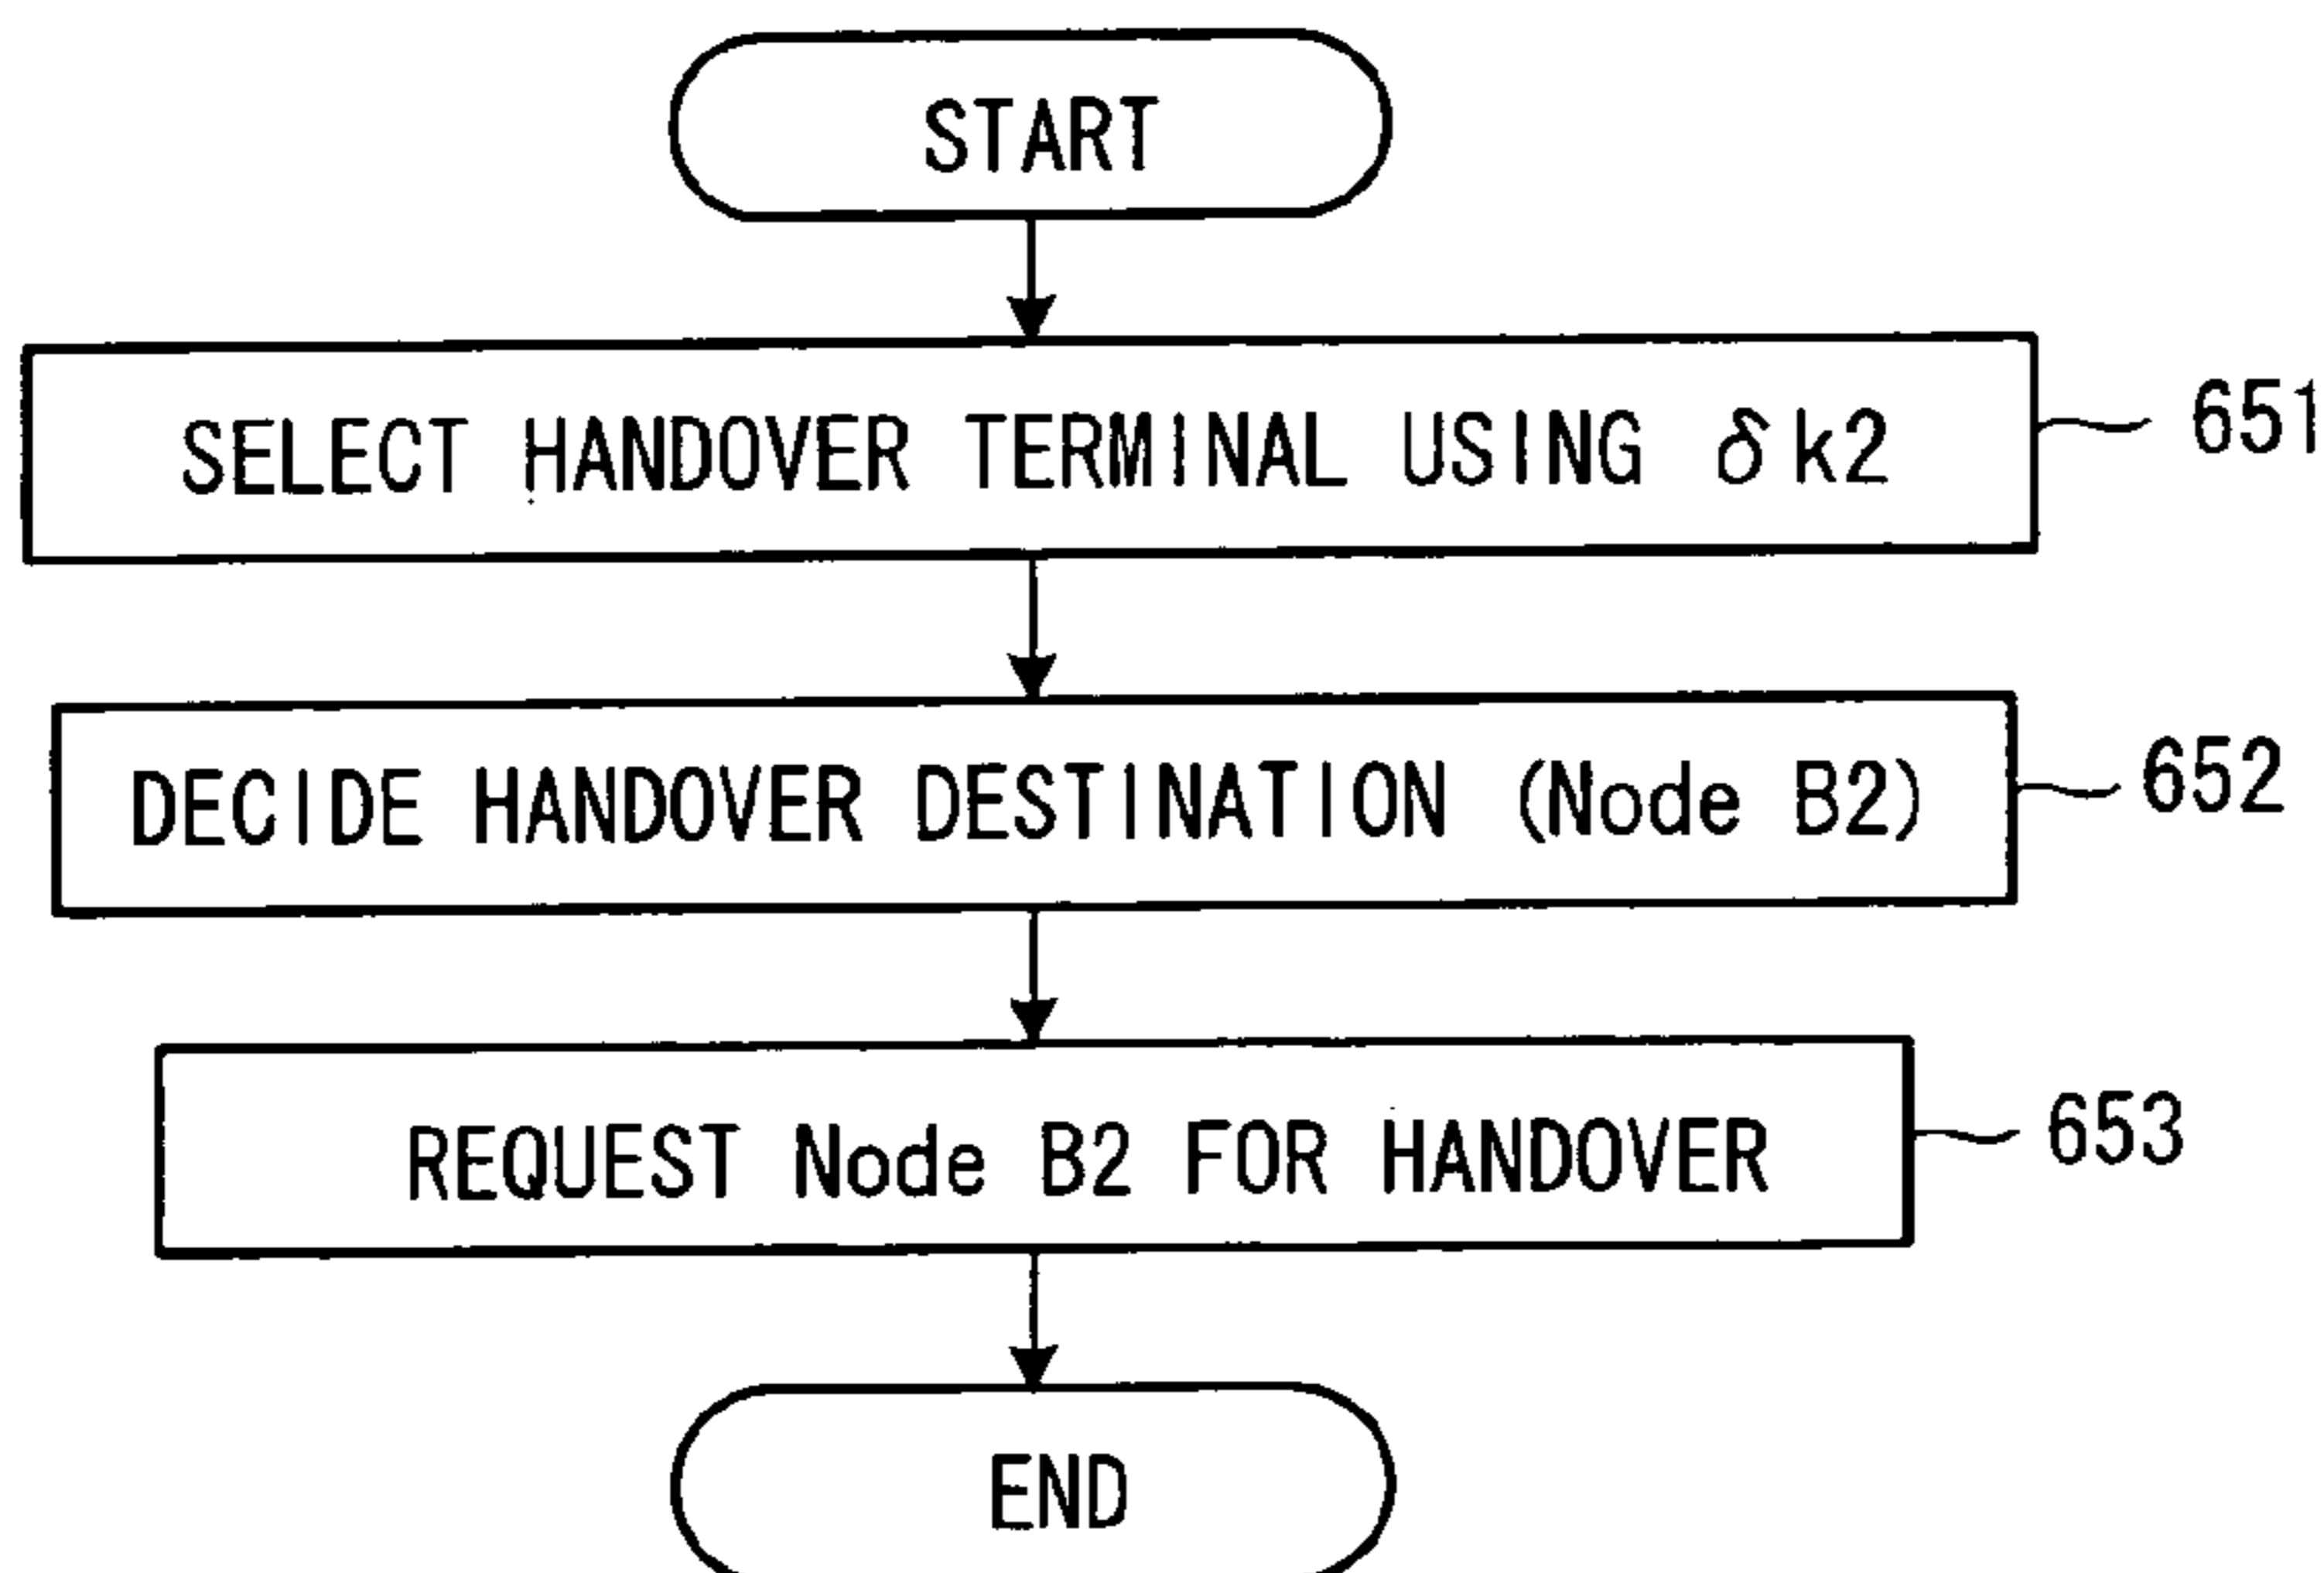 START
SELECT HANDOVER TERMINAL USING δk2
651
DECIDE HANDOVER DESTINATION (Node B2)
652
REQUEST Node B2 FOR HANDOVER
653
END